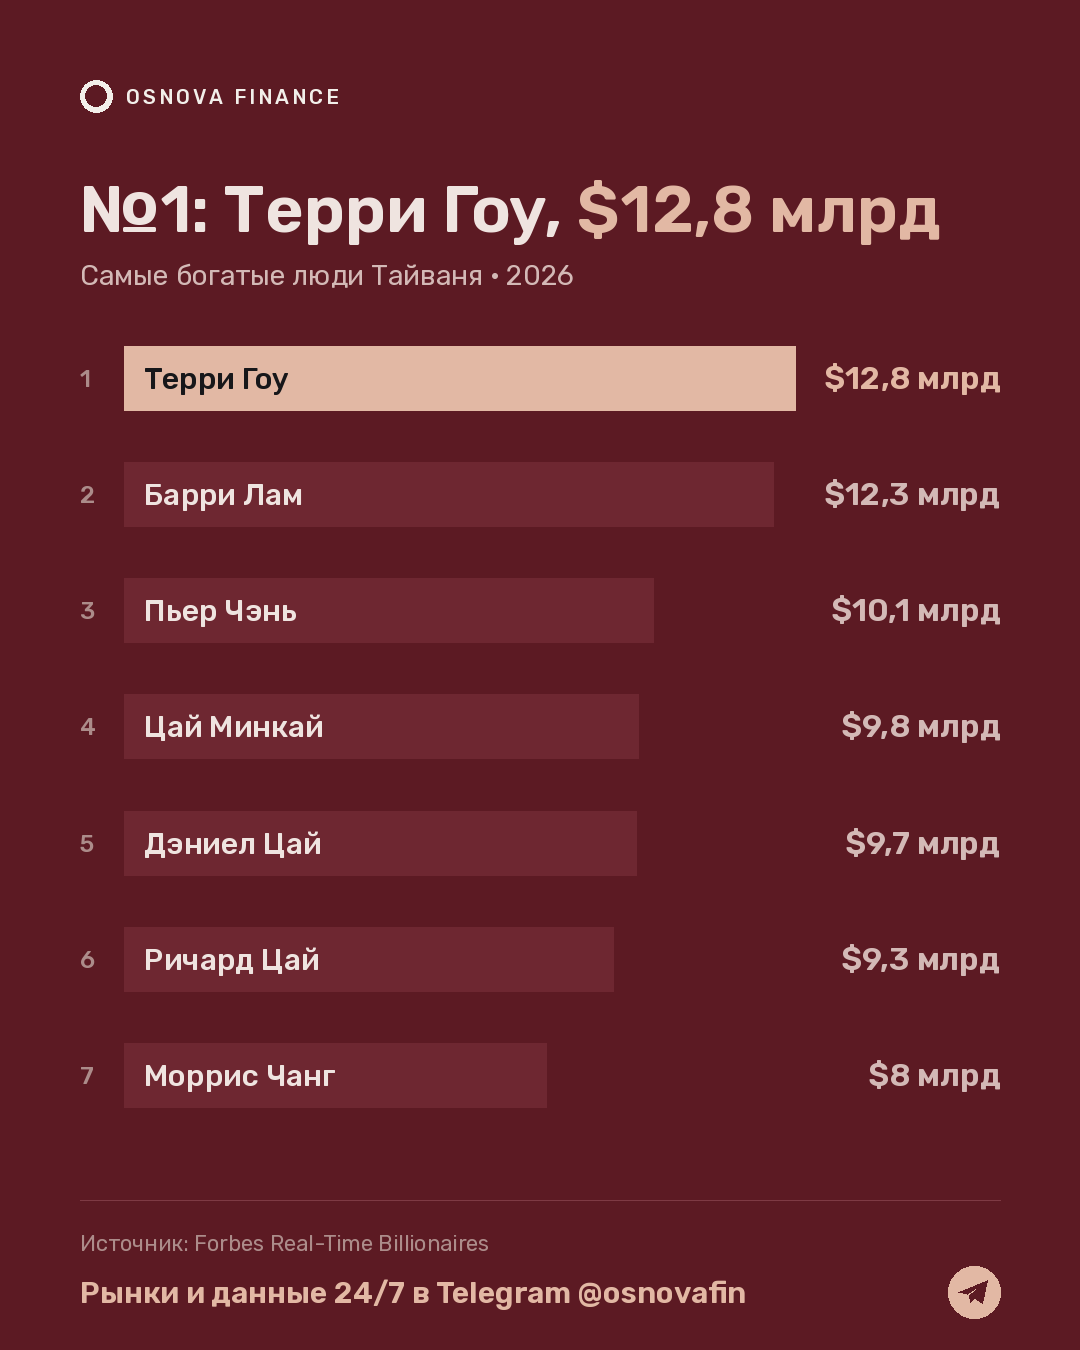 OSNOVA FINANCE
№1: Терри Гоу, $12,8 млрд
Самые богатые люди Тайваня • 2026
1 Терри Гоу $12,8 млрд
2 Барри Лам $12,3 млрд
3 Пьер Чэнь $10,1 млрд
4 Цай Минкай $9,8 млрд
5 Дэниел Цай $9,7 млрд
6 Ричард Цай $9,3 млрд
7 Моррис Чанг $8 млрд
Источник: Forbes Real-Time Billionaires
Рынки и данные 24/7 в Telegram @osnovafin